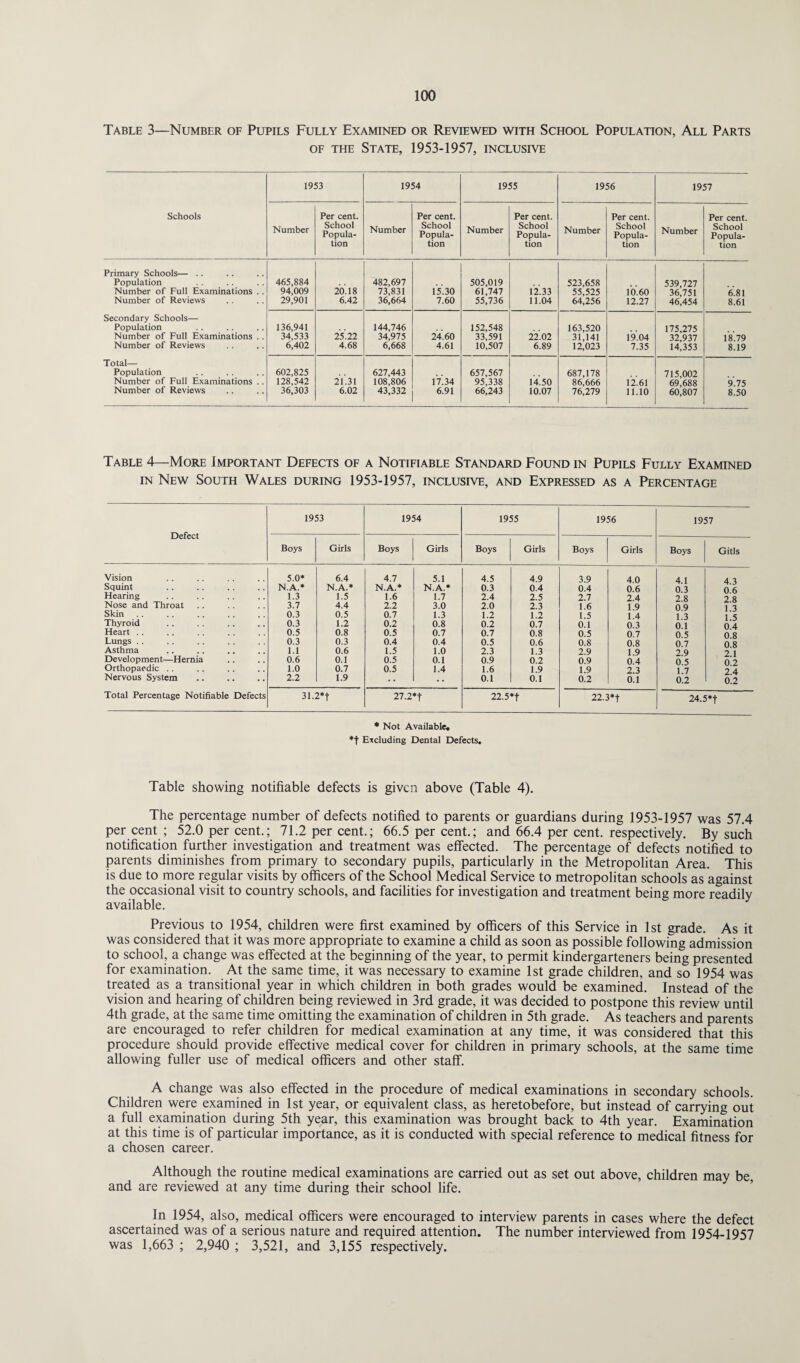 100
TABLE 3—NUMBER OF PUPILS FULLY EXAMINED OR REVIEWED WITH SCHOOL POPULATION, ALL PARTS
OF THE STATE, 1953-1957, INCLUSIVE
Schools 1953 1954 1955 1956 1957
Number Per cent. School Popula-tion Number Per cent. School Popula-tion Number Per cent. School Popula-tion Number Per cent. School Popula-tion Number Per cent. School Popula-tion
Primary Schools— . . . . . .
Population . . . . . . 465,884 . . 482,697 . . 505,019 . . 523,658 . . 539,727 . .
Number of Full Examinations . . 94,009 20.18 73,831 15.30 61,747 12.33 55,525 10.60 36,751 6.81
Number of Reviews . . . . 29,901 6.42 36,664 7.60 55,736 11.04 64,256 12.27 46,454 8.61
Secondary Schools—
Population . . . . . . 136,941 . . 144,746 . . 152,548 . . 163,520 . . 175,275 . .
Number of Full Examinations . . 34,533 25.22 34,975 24.60 33,591 22.02 31,141 19.04 32,937 18.79
Number of Reviews . . . . 6,402 4.68 6,668 4.61 10,507 6.89 12,023 7.35 14,353 8.19
Total—
Population . . . . . . 602,825 . . 627,443 . . 657,567 . . 687,178 . . 715,002 . .
Number of Full Examinations . . 128,542 21.31 108,806 17.34 95,338 14.50 86,666 12.61 69,688 9.75
Number of Reviews . . . . 36,303 6.02 43,332 6.91 66,243 10.07 76,279 11.10 60,807 8.50
TABLE 4—MORE IMPORTANT DEFECTS OF A NOTIFIABLE STANDARD FOUND IN PUPILS FULLY EXAMINED
IN NEW SOUTH WALES DURING 1953-1957, INCLUSIVE, AND EXPRESSED AS A PERCENTAGE
Defect 1953 1954 1955 1956 1957
Boys Girls Boys Girls Boys Girls Boys Girls Boys Gitls
Vision . . . . . . . . 5.0* 6.4 4.7 5.1 4.5 4.9 3.9 4.0 4.1 4.3
Squint . . . . . . . . N.A.* N.A.* N.A.* N.A.* 0.3 0.4 0.4 0.6 0.3 0.6
Hearing . . . . . . . . 1.3 1.5 1.6 1.7 2.4 2.5 2.7 2.4 2.8 2.8
Nose and Throat . . . . . . 3.7 4.4 2.2 3.0 2.0 2.3 1.6 1.9 0.9 1.3
Skin . . . . . . . . . . 0.3 0.5 0.7 1.3 1.2 1.2 1.5 1.4 1.3 1.5
Thyroid . . . . . . . . 0.3 1.2 0.2 0.8 0.2 0.7 0.1 0.3 0.1 0.4
Heart . . . . . . . . . . 0.5 0.8 0.5 0.7 0.7 0.8 0.5 0.7 0.5 0.8
Lungs . . . . . . . . . . 0.3 0.3 0.4 0.4 0.5 0.6 0.8 0.8 0.7 0.8
Asthma . . . . . . . . 1.1 0.6 1.5 1.0 2.3 1.3 2.9 1.9 2.9 2.1
Development—Hernia . . . . 0.6 0.1 0.5 0.1 0.9 0.2 0.9 0.4 0.5 0.2
Orthopaedic . . . . . . . . 1.0 0.7 0.5 1.4 1.6 1.9 1.9 2.3 1.7 2.4
Nervous System . . . . . . 2.2 1.9 . . . . 0.1 0.1 0.2 0.1 0.2 0.2
Total Percentage Notifiable Defects 31.2*† 27.2*† 22.5*† 22.3*† 24.5*†
* Not Available.
*† Excluding Dental Defects.
Table showing notifiable defects is given above (Table 4).
The percentage number of defects notified to parents or guardians during 1953-1957 was 57.4
per cent ; 52.0 per cent.; 71.2 per cent.; 66.5 per cent.; and 66.4 per cent. respectively. By such
notification further investigation and treatment was effected. The percentage of defects notified to
parents diminishes from primary to secondary pupils, particularly in the Metropolitan Area. This
is due to more regular visits by officers of the School Medical Service to metropolitan schools as against
the occasional visit to country schools, and facilities for investigation and treatment being more readily
available.
Previous to 1954, children were first examined by officers of this Service in 1st grade. As it
was considered that it was more appropriate to examine a child as soon as possible following admission
to school, a change was effected at the beginning of the year, to permit kindergarteners being presented
for examination. At the same time, it was necessary to examine 1st grade children, and so 1954 was
treated as a transitional year in which children in both grades would be examined. Instead of the
vision and hearing of children being reviewed in 3rd grade, it was decided to postpone this review until
4th grade, at the same time omitting the examination of children in 5th grade. As teachers and parents
are encouraged to refer children for medical examination at any time, it was considered that this
procedure should provide effective medical cover for children in primary schools, at the same time
allowing fuller use of medical officers and other staff.
A change was also effected in the procedure of medical examinations in secondary schools.
Children were examined in 1st year, or equivalent class, as heretobefore, but instead of carrying out
a full examination during 5th year, this examination was brought back to 4th year. Examination
at this time is of particular importance, as it is conducted with special reference to medical fitness for
a chosen career.
Although the routine medical examinations are carried out as set out above, children may be,
and are reviewed at any time during their school life.
In 1954, also, medical officers were encouraged to interview parents in cases where the defect
ascertained was of a serious nature and required attention. The number interviewed from 1954-1957
was 1,663 ; 2,940 ; 3,521, and 3,155 respectively.